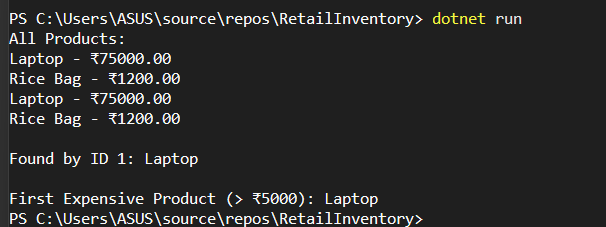 PS C:\Users\ASUS\source\repos\RetailInventory> dotnet run
All Products:
Laptop - ₹75000.00
Rice Bag - ₹1200.00
Laptop - ₹75000.00
Rice Bag - ₹1200.00
Found by ID 1: Laptop
First Expensive Product (> ₹5000): Laptop
PS C:\Users\ASUS\source\repos\RetailInventory>